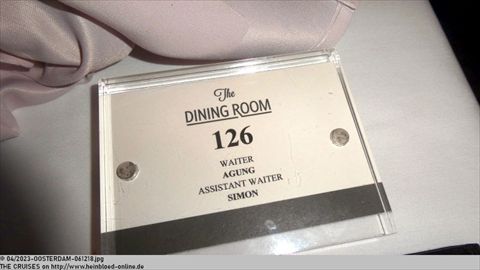 The
DINING ROOM
126
WAITER
AGUNG
ASSISTANT WAITER
SIMON
© 04/2023-OOSTERDAM-061218.jpg
THE CRUISES on http://www.heinbloed-online.de